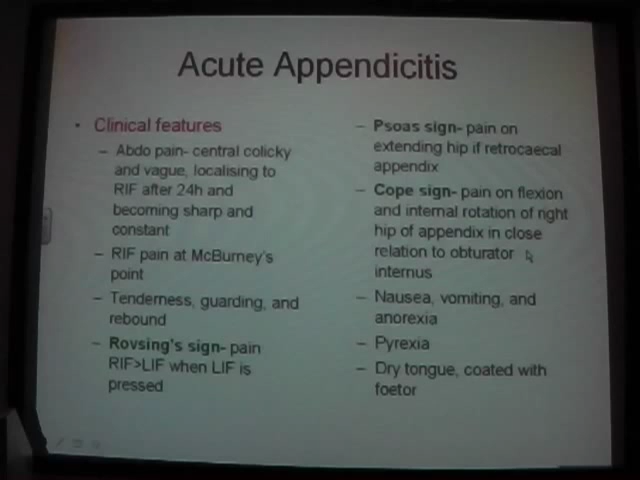 Acute Appendicitis
• Clinical features
– Abdo pain- central colicky
and vague, localising to
RIF after 24h and
becoming sharp and
constant
– RIF pain at McBurney's
point
– Tenderness, guarding, and
rebound
– Rovsing's sign- pain
RIF>LIF when LIF is
pressed
– Psoas sign- pain on
extending hip if retrocaecal
appendix
– Cope sign- pain on flexion
and internal rotation of right
hip of appendix in close
relation to obturator
internus
– Nausea, vomiting, and
anorexia
– Pyrexia
– Dry tongue, coated with
foetor